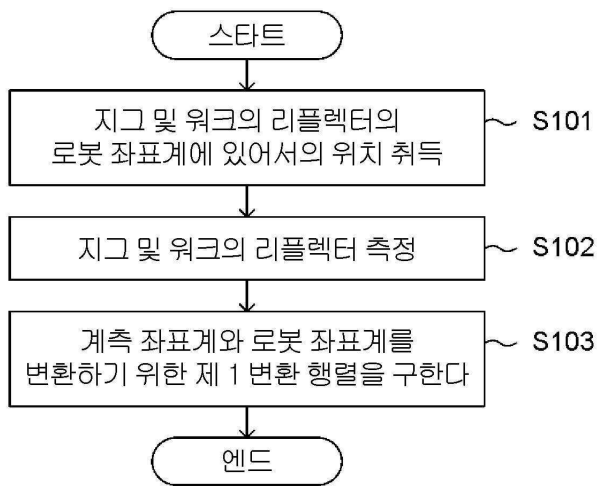 스타트
지그 및 워크의 리플렉터의
로봇 좌표계에 있어서의 위치 취득
S101
지그 및 워크의 리플렉터 측정
S102
계측 좌표계와 로봇 좌표계를
변환하기 위한 제 1 변환 행렬을 구한다
S103
엔드